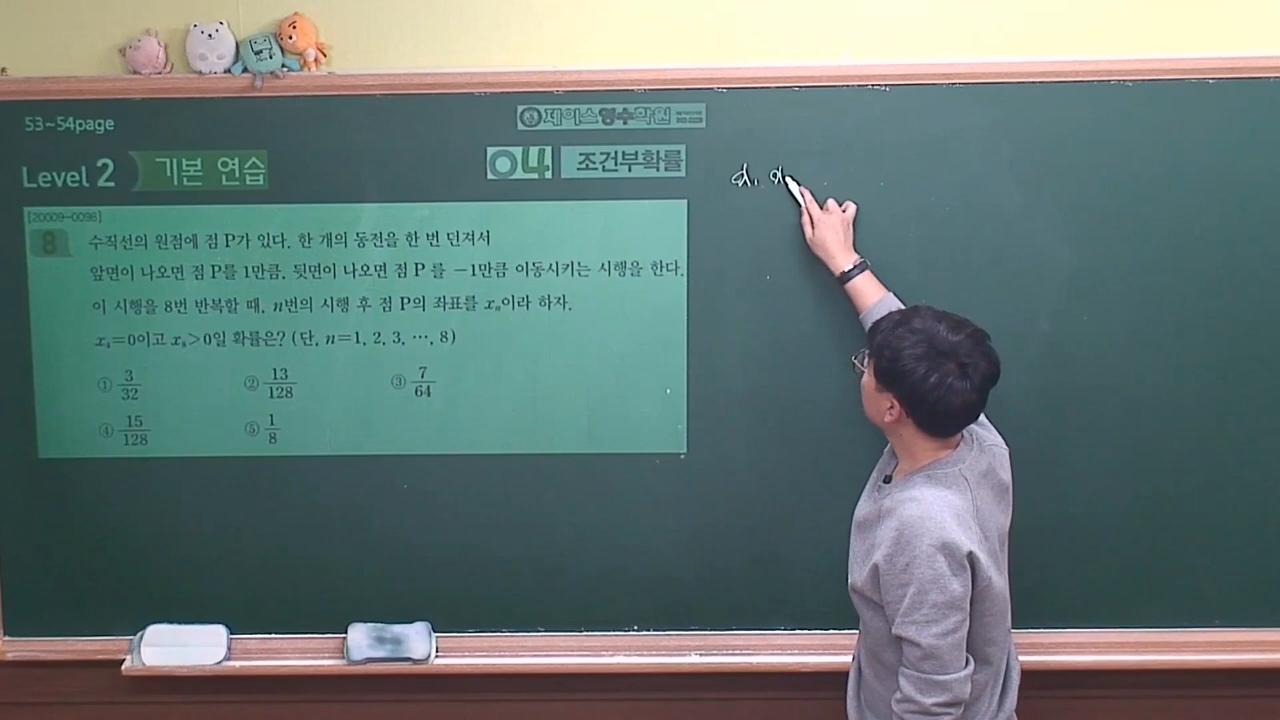 53~54page
제이스영수학원
Level 2 기본 연습
04 조건부확률
[20009-0098]
8 수직선의 원점에 점 P가 있다. 한 개의 동전을 한 번 던져서
앞면이 나오면 점 P를 1만큼, 뒷면이 나오면 점 P 를 −1만큼 이동시키는 시행을 한다.
이 시행을 8번 반복할 때, n번의 시행 후 점 P의 좌표를 xₙ이라 하자.
x₄=0이고 x₈>0일 확률은? (단, n=1, 2, 3, ⋯, 8)
① 3/32 ② 13/128 ③ 7/64
④ 15/128 ⑤ 1/8
x₁ x